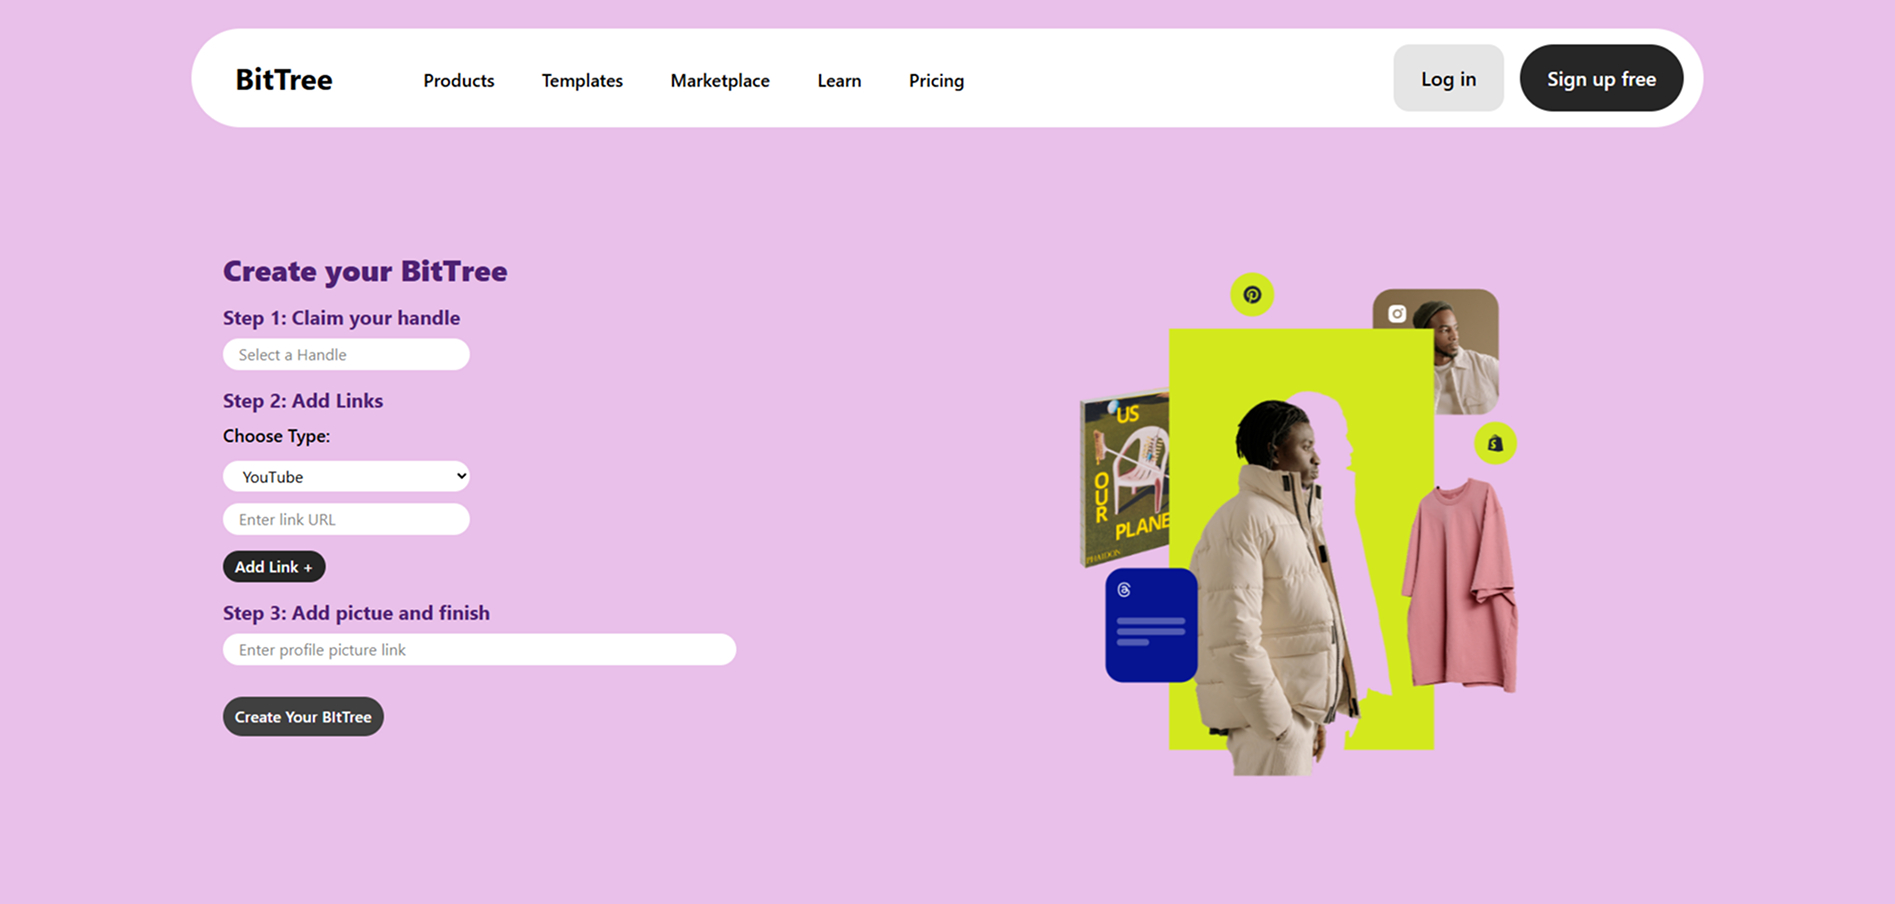 BitTree
Products
Templates
Marketplace
Learn
Pricing
Log in
Sign up free
Create your BitTree
Step 1: Claim your handle
Select a Handle
Step 2: Add Links
Choose Type:
YouTube
Enter link URL
Add Link +
Step 3: Add pictue and finish
Enter profile picture link
Create Your BItTree
US
OUR
PLANE
PHAIDON